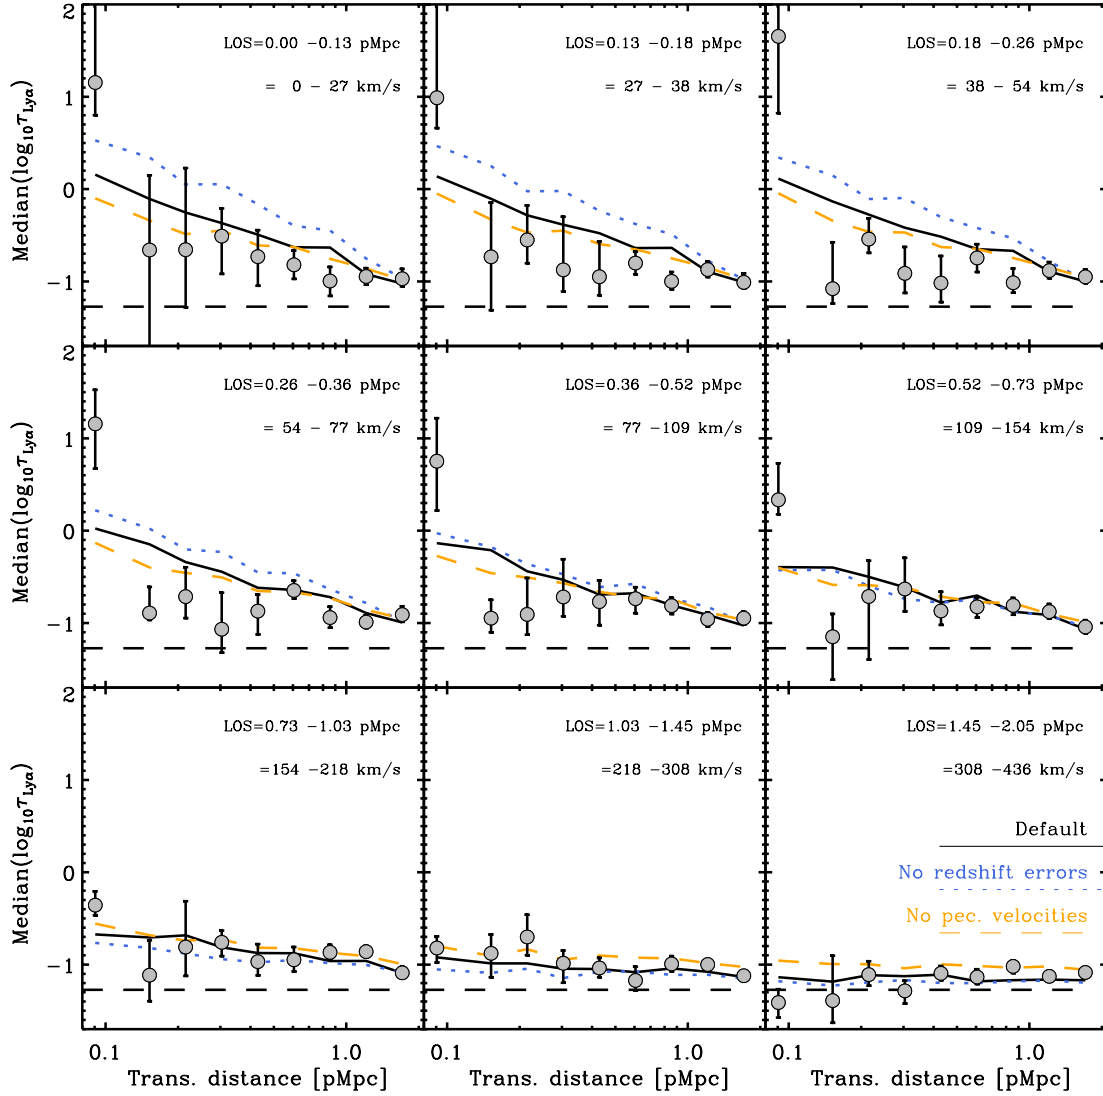 2
LOS=0.00 −0.13 pMpc
LOS=0.13 −0.18 pMpc
LOS=0.18 −0.26 pMpc
= 0 − 27 km/s
= 27 − 38 km/s
= 38 − 54 km/s
1
0
−1
Median(log10τLyα)
2
LOS=0.26 −0.36 pMpc
LOS=0.36 −0.52 pMpc
LOS=0.52 −0.73 pMpc
= 54 − 77 km/s
= 77 −109 km/s
=109 −154 km/s
1
0
−1
Median(log10τLyα)
2
LOS=0.73 −1.03 pMpc
LOS=1.03 −1.45 pMpc
LOS=1.45 −2.05 pMpc
=154 −218 km/s
=218 −308 km/s
=308 −436 km/s
1
0
−1
Median(log10τLyα)
Default
No redshift errors
No pec. velocities
0.1 1.0
0.1 1.0
0.1 1.0
Trans. distance [pMpc]
Trans. distance [pMpc]
Trans. distance [pMpc]